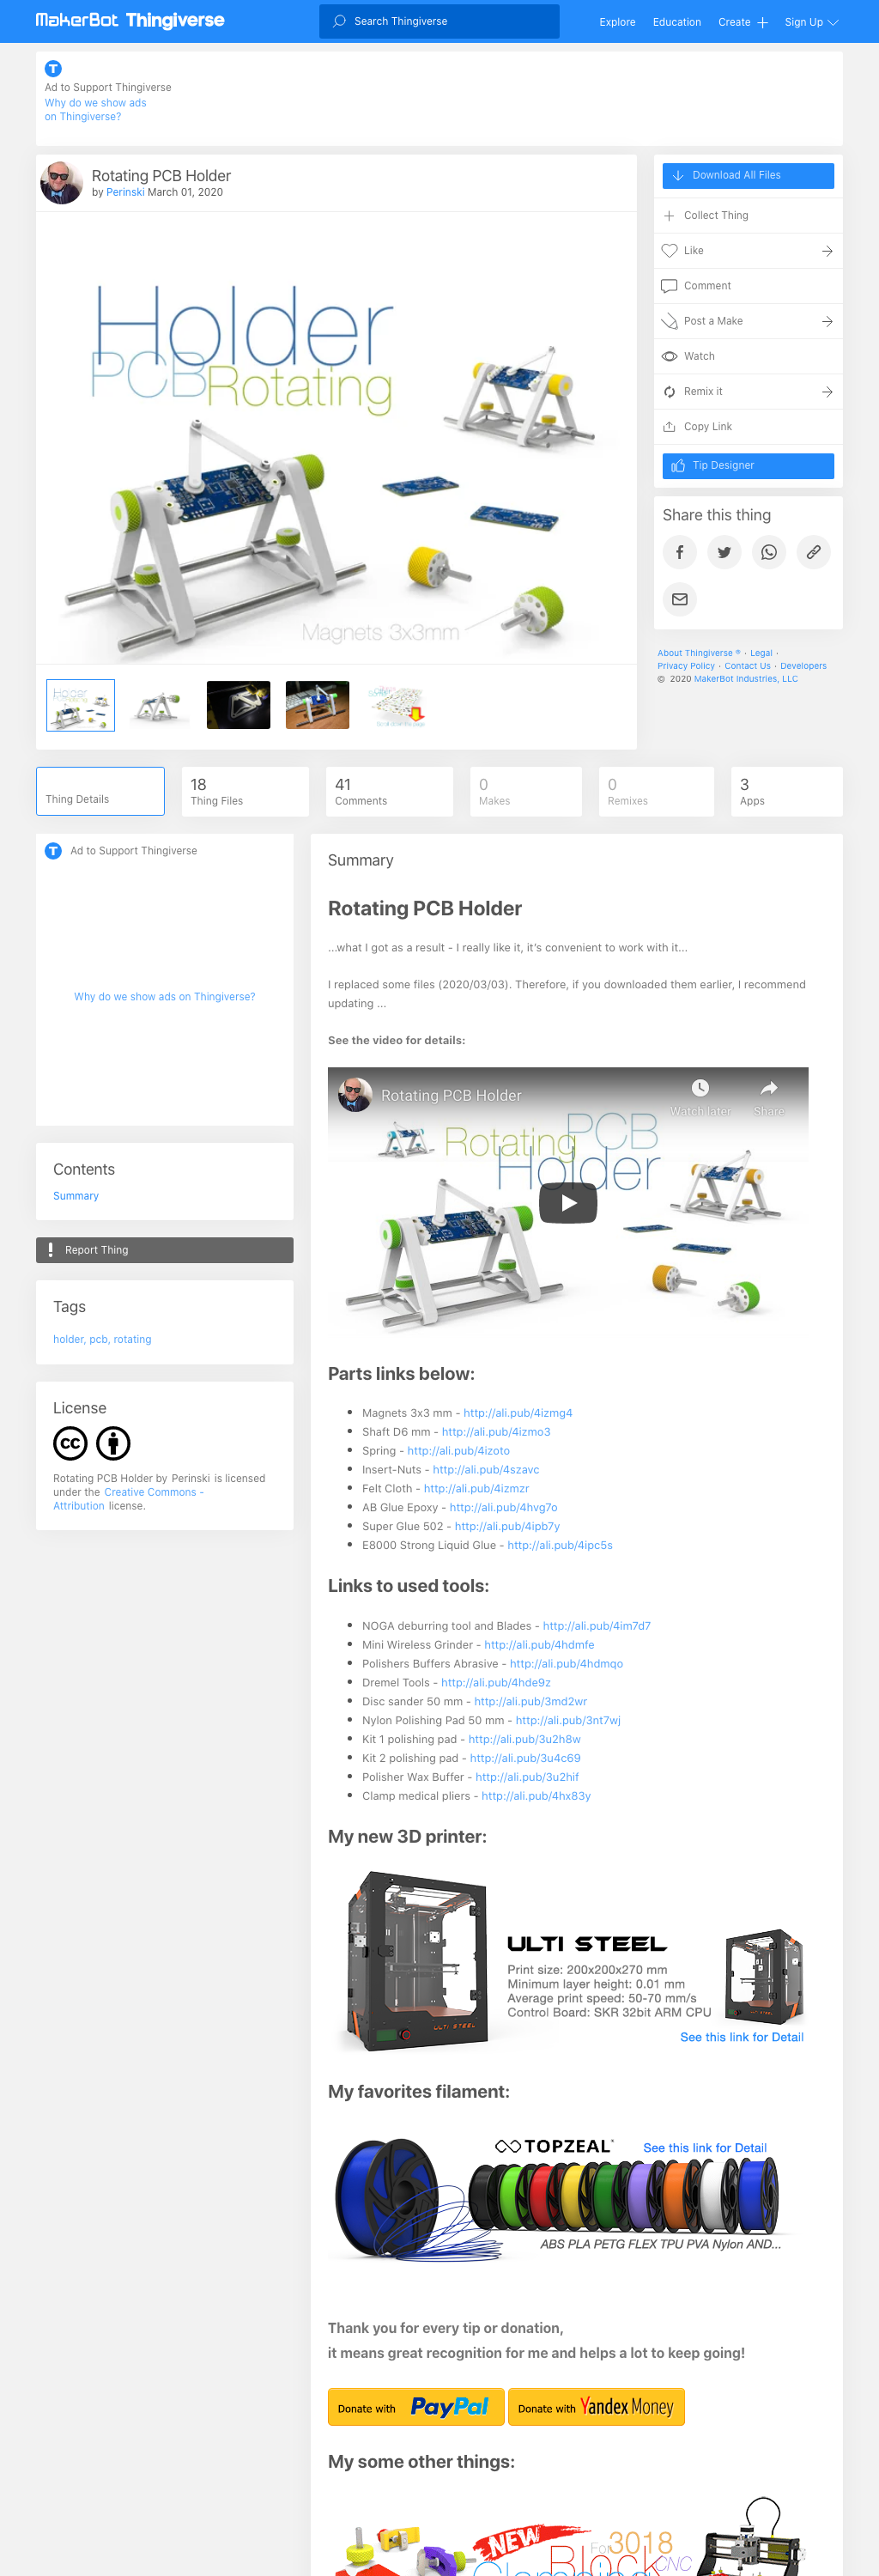 MakerBot Thingiverse
Search Thingiverse
Explore
Education
Create
Sign Up
Ad to Support Thingiverse
Why do we show ads
on Thingiverse?
Rotating PCB Holder
by Perinski March 01, 2020
Holder
PCB Rotating
Magnets 3x3mm
Download All Files
Collect Thing
Like
Comment
Post a Make
Watch
Remix it
Copy Link
Tip Designer
Share this thing
About Thingiverse ® · Legal ·
Privacy Policy · Contact Us · Developers
© 2020 MakerBot Industries, LLC
Thing Details
18
Thing Files
41
Comments
0
Makes
0
Remixes
3
Apps
Ad to Support Thingiverse
Why do we show ads on Thingiverse?
Contents
Summary
Report Thing
Tags
holder, pcb, rotating
License
Rotating PCB Holder by Perinski is licensed
under the Creative Commons -
Attribution license.
Summary
Rotating PCB Holder
...what I got as a result - I really like it, it's convenient to work with it...
I replaced some files (2020/03/03). Therefore, if you downloaded them earlier, I recommend
updating ...
See the video for details:
Rotating PCB Holder
Watch later
Share
Rotating PCB
Holder
Parts links below:
Magnets 3x3 mm - http://ali.pub/4izmg4
Shaft D6 mm - http://ali.pub/4izmo3
Spring - http://ali.pub/4izoto
Insert-Nuts - http://ali.pub/4szavc
Felt Cloth - http://ali.pub/4izmzr
AB Glue Epoxy - http://ali.pub/4hvg7o
Super Glue 502 - http://ali.pub/4ipb7y
E8000 Strong Liquid Glue - http://ali.pub/4ipc5s
Links to used tools:
NOGA deburring tool and Blades - http://ali.pub/4im7d7
Mini Wireless Grinder - http://ali.pub/4hdmfe
Polishers Buffers Abrasive - http://ali.pub/4hdmqo
Dremel Tools - http://ali.pub/4hde9z
Disc sander 50 mm - http://ali.pub/3md2wr
Nylon Polishing Pad 50 mm - http://ali.pub/3nt7wj
Kit 1 polishing pad - http://ali.pub/3u2h8w
Kit 2 polishing pad - http://ali.pub/3u4c69
Polisher Wax Buffer - http://ali.pub/3u2hif
Clamp medical pliers - http://ali.pub/4hx83y
My new 3D printer:
ULTI STEEL
ULTI STEEL
Print size: 200x200x270 mm
Minimum layer height: 0.01 mm
Average print speed: 50-70 mm/s
Control Board: SKR 32bit ARM CPU
See this link for Detail
My favorites filament:
TOPZEAL
See this link for Detail
ABS PLA PETG FLEX TPU PVA Nylon AND...
Thank you for every tip or donation,
it means great recognition for me and helps a lot to keep going!
Donate with PayPal
Donate with Yandex Money
My some other things:
NEW
For 3018
Block CNC